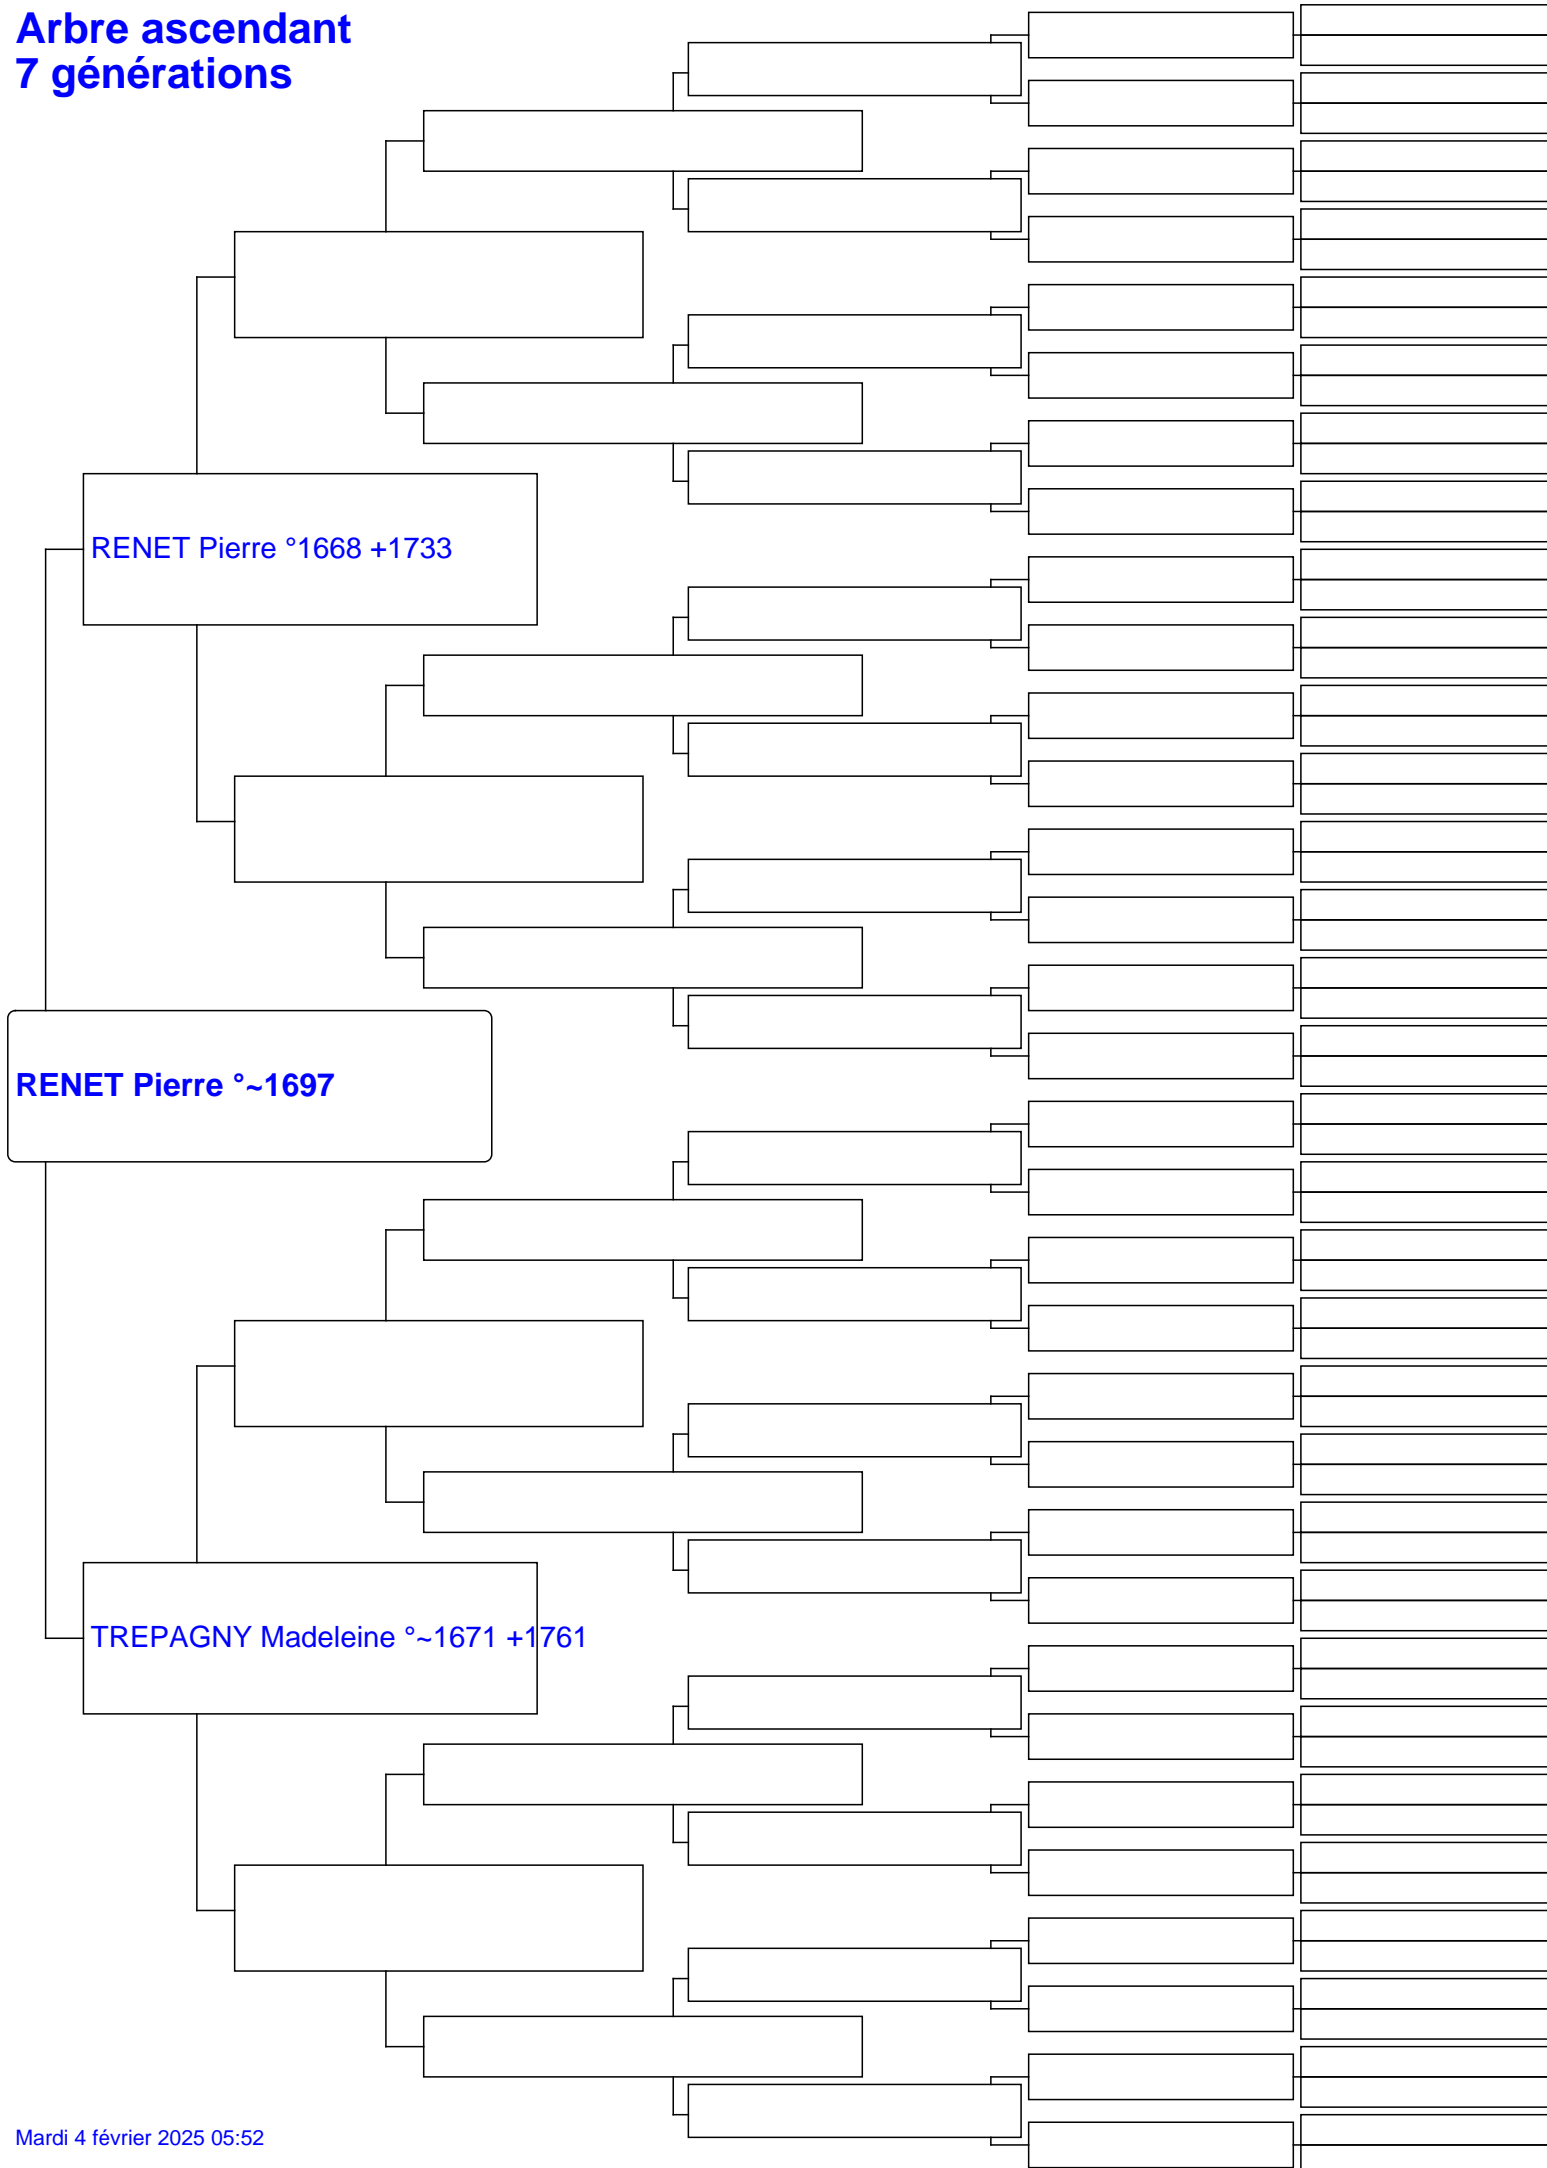 Arbre ascendant
7 générations
RENET Pierre °1668 +1733
RENET Pierre °~1697
TREPAGNY Madeleine °~1671 +1761
Mardi 4 février 2025 05:52